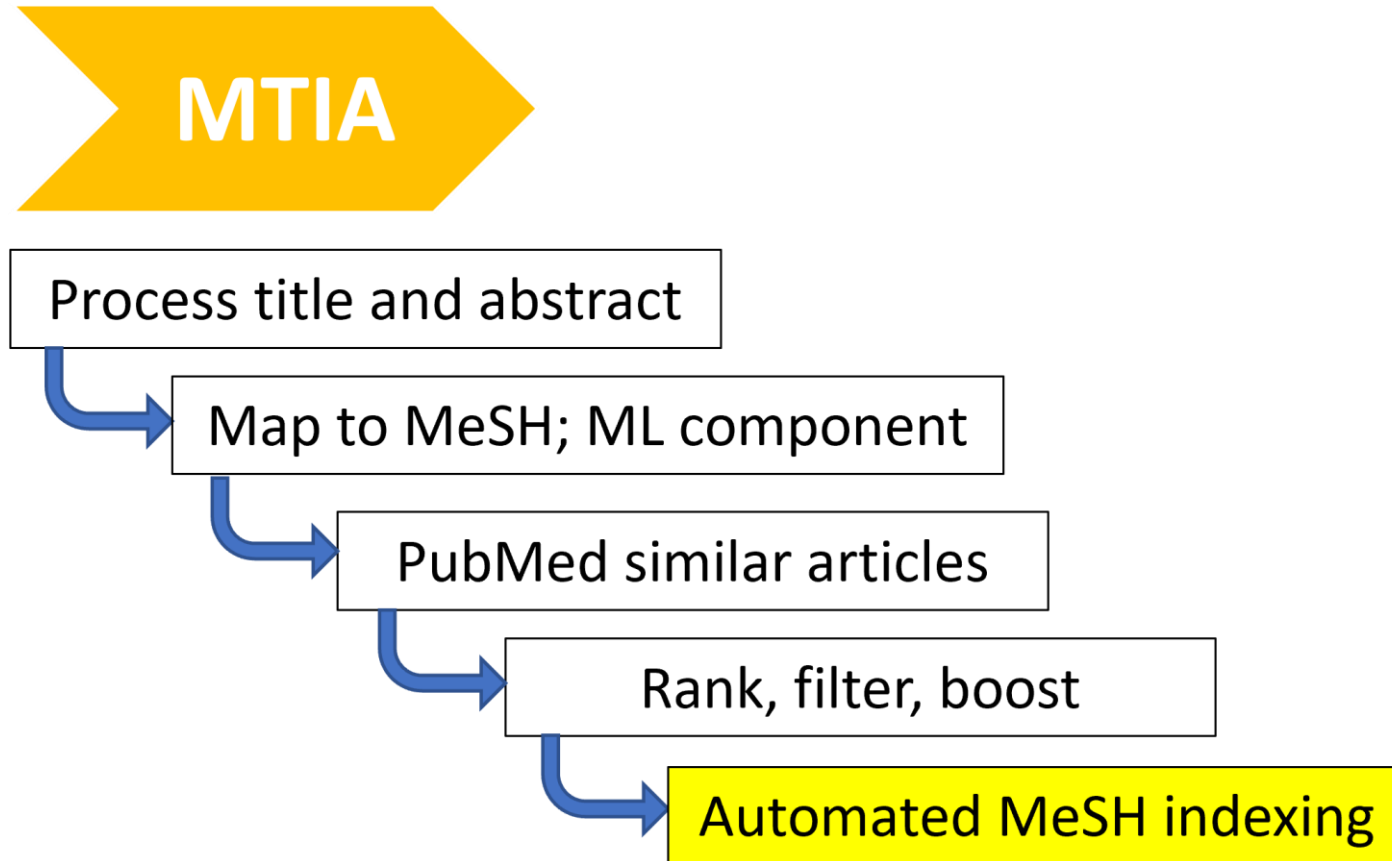 MTIA
Process title and abstract
Map to MeSH; ML component
PubMed similar articles
Rank, filter, boost
Automated MeSH indexing